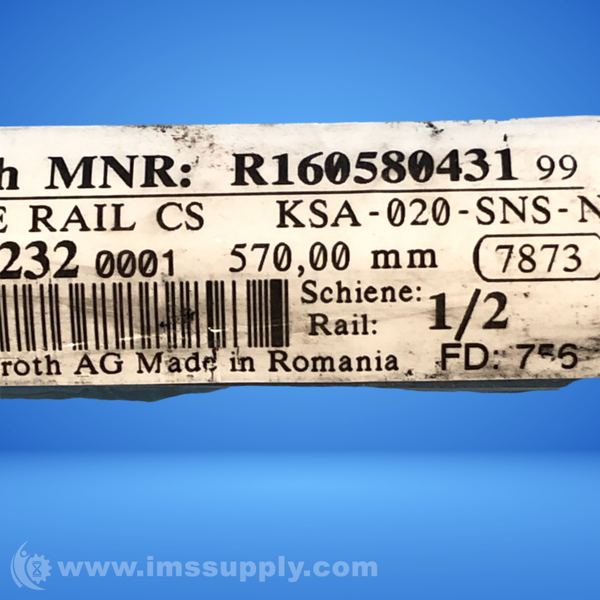 h MNR: R160580431 99
E RAIL CS KSA-020-SNS-N
232 0001 570,00 mm 7873
Schiene:
Rail: 1/2
roth AG Made in Romania FD: 756
www.imssupply.com